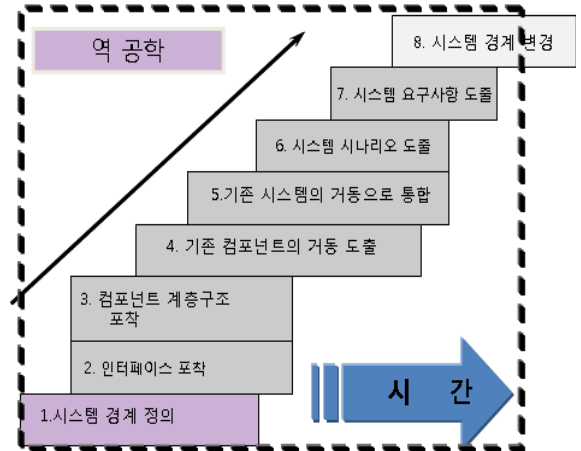 역 공학
8. 시스템 경계 변경
7. 시스템 요구사항 도출
6. 시스템 시나리오 도출
5.기존 시스템의 거동으로 통합
4. 기존 컴포넌트의 거동 도출
3. 컴포넌트 계층구조
포착
2. 인터페이스 포착
1.시스템 경계 정의
시 간